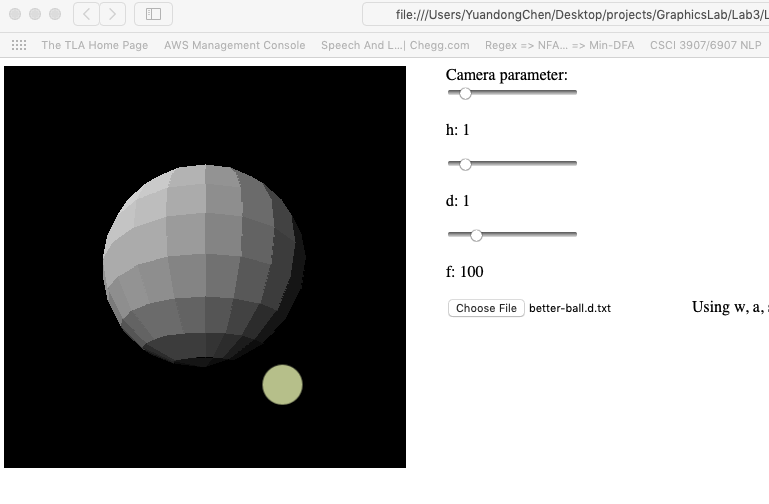 file:///Users/YuandongChen/Desktop/projects/GraphicsLab/Lab3/L
The TLA Home Page AWS Management Console Speech And L...| Chegg.com Regex => NFA... => Min-DFA CSCI 3907/6907 NLP
Camera parameter:
h: 1
d: 1
f: 100
Choose File better-ball.d.txt Using w, a, s